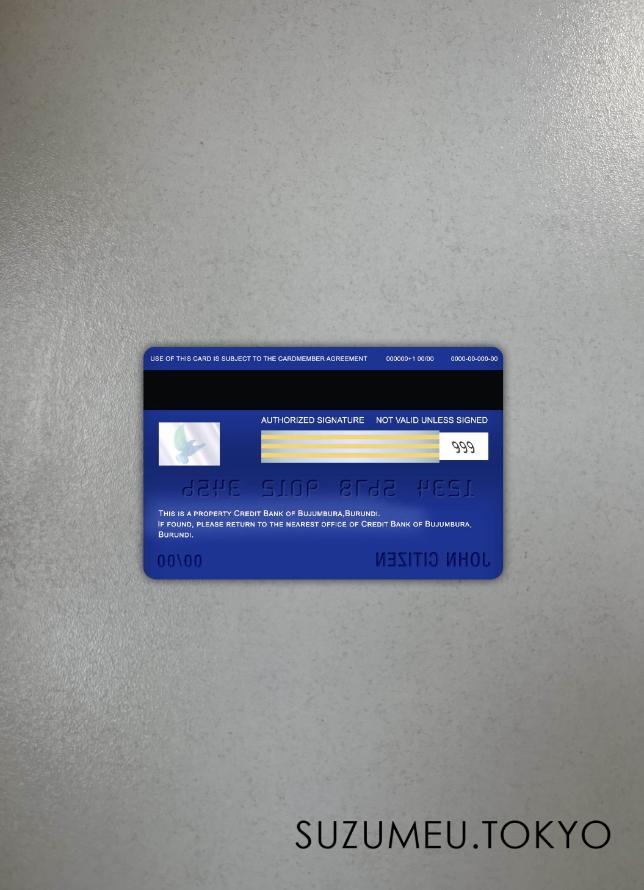 USE OF THIS CARD IS SUBJECT TO THE CARDMEMBER AGREEMENT 000000+1 00/00 0000-00-000-00
AUTHORIZED SIGNATURE NOT VALID UNLESS SIGNED
999
1234 5678 9012 3456
THIS IS A PROPERTY CREDIT BANK OF BUJUMBURA,BURUNDI.
IF FOUND, PLEASE RETURN TO THE NEAREST OFFICE OF CREDIT BANK OF BUJUMBURA,
BURUNDI.
00/00 JOHN CITIZEN
SUZUMEU.TOKYO